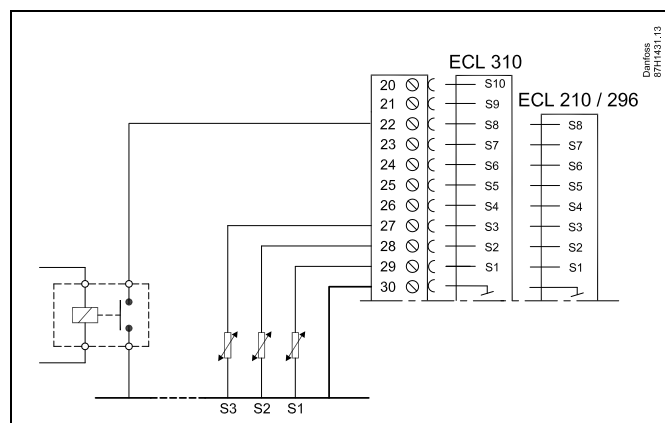 Danfoss
87H1431.13
ECL 310
ECL 210 / 296
20 S10
21 S9
22 S8 S8
23 S7 S7
24 S6 S6
25 S5 S5
26 S4 S4
27 S3 S3
28 S2 S2
29 S1 S1
30
S3 S2 S1